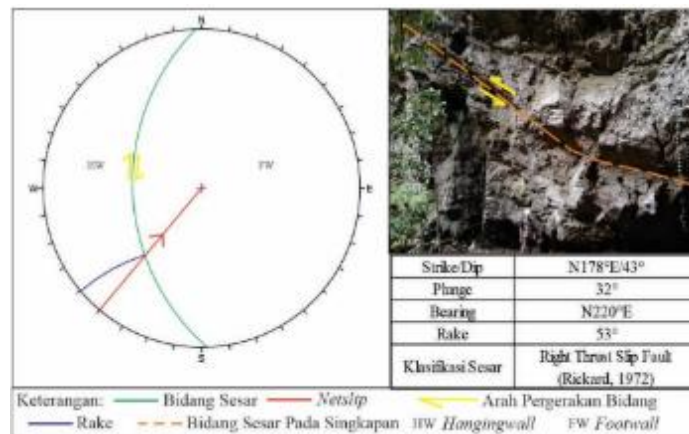 N
HW
FW
W
E
S
Strike/Dip N178°E/43°
Plunge 32°
Bearing N220°E
Rake 53°
Klasifikasi Sesar Right Thrust Slip Fault
(Rickard, 1972)
Keterangan: Bidang Sesar Netslip Arah Pergerakan Bidang
Rake Bidang Sesar Pada Singkapan HW Hangingwall FW Footwall